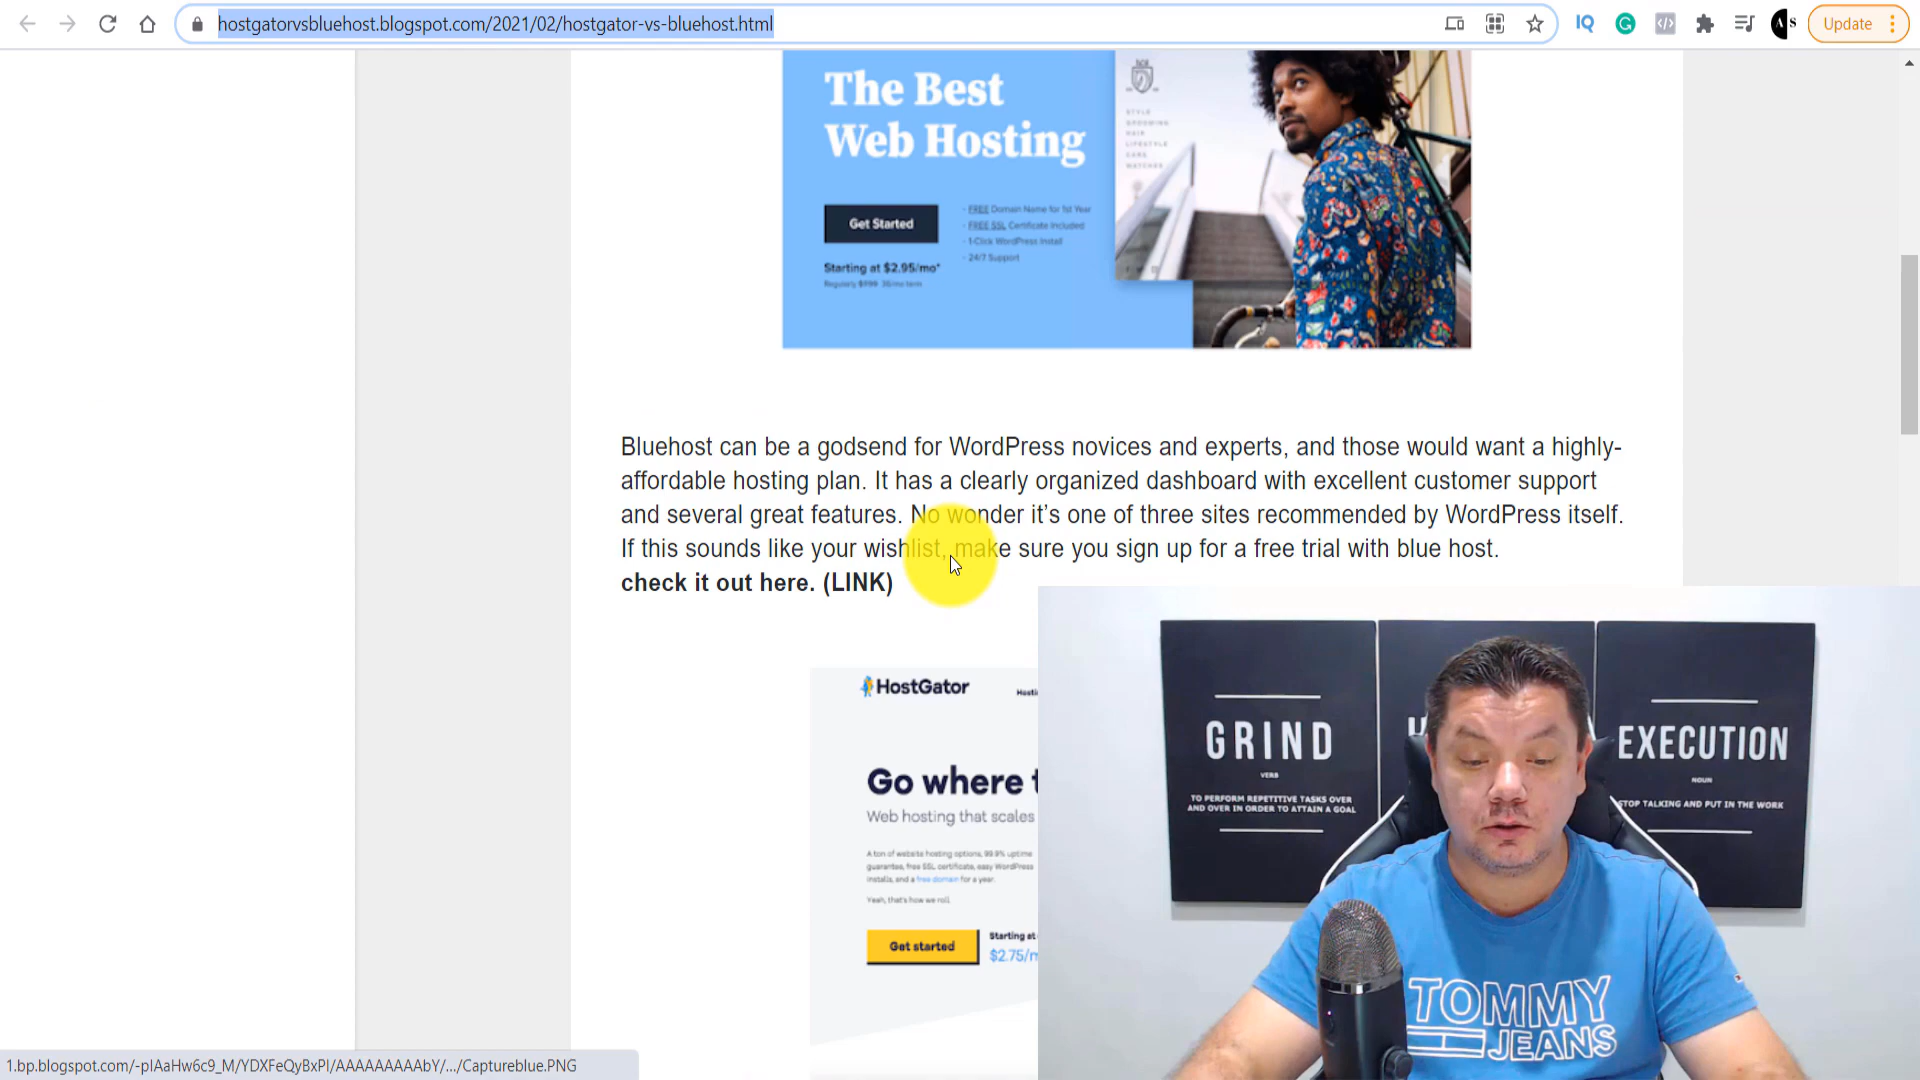 hostgatorvsbluehost.blogspot.com/2021/02/hostgator-vs-bluehost.html
Update
The Best
Web Hosting
Get Started
Starting at $2.95/mo*
- FREE Domain Name for 1st Year
- FREE SSL Certificate Included
- 1-Click WordPress Install
- 24/7 Support
STYLE
GROOMING
HAIR
LIFESTYLE
CARS
WATCHES
Bluehost can be a godsend for WordPress novices and experts, and those would want a highly-
affordable hosting plan. It has a clearly organized dashboard with excellent customer support
and several great features. No wonder it's one of three sites recommended by WordPress itself.
If this sounds like your wishlist, make sure you sign up for a free trial with blue host.
check it out here. (LINK)
HostGator
Go where
Web hosting that scales
A ton of website hosting options, 99.9% uptime
guarantee, free SSL certificate, easy WordPress
installs, and a free domain for a year.
Yeah, that's how we roll.
Get started
Starting at
$2.75/m
GRIND
VERB
TO PERFORM REPETITIVE TASKS OVER
AND OVER IN ORDER TO ATTAIN A GOAL
EXECUTION
NOUN
STOP TALKING AND PUT IN THE WORK
TOMMY
JEANS
1.bp.blogspot.com/-pIAaHw6c9_M/YDXFeQyBxPI/AAAAAAAAAbY/.../Captureblue.PNG